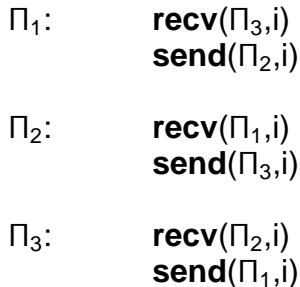 Π₁: recv(Π₃,i)
send(Π₂,i)
Π₂: recv(Π₁,i)
send(Π₃,i)
Π₃: recv(Π₂,i)
send(Π₁,i)